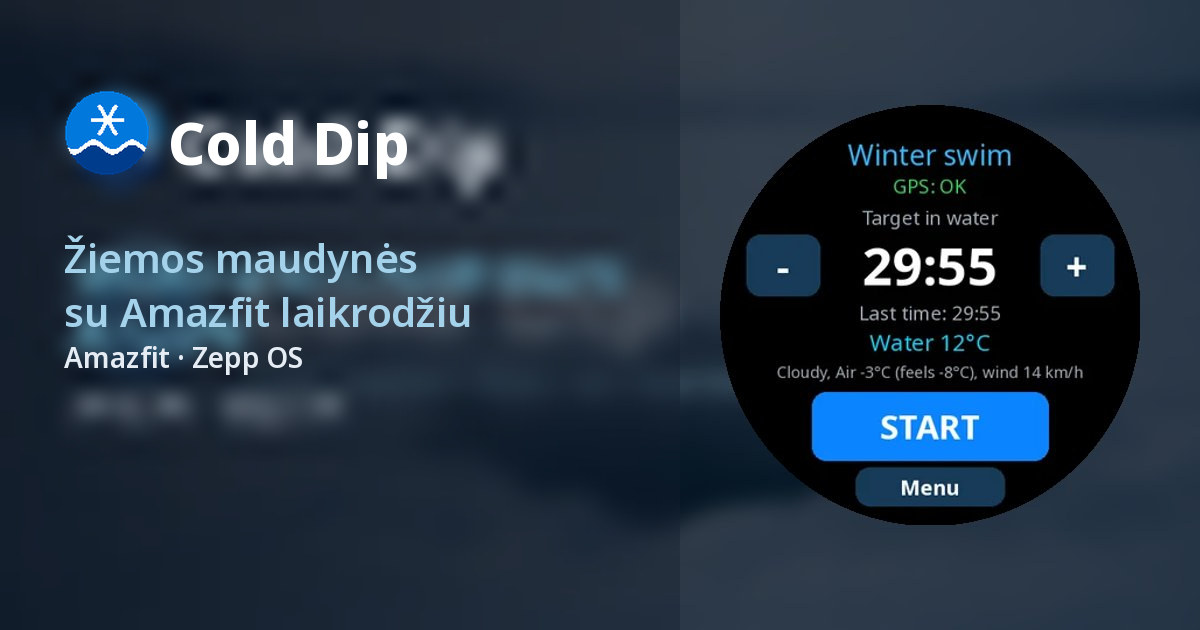 Cold Dip
Žiemos maudynės
su Amazfit laikrodžiu
Amazfit · Zepp OS
Winter swim
GPS: OK
Target in water
- 29:55 +
Last time: 29:55
Water 12°C
Cloudy, Air -3°C (feels -8°C), wind 14 km/h
START
Menu